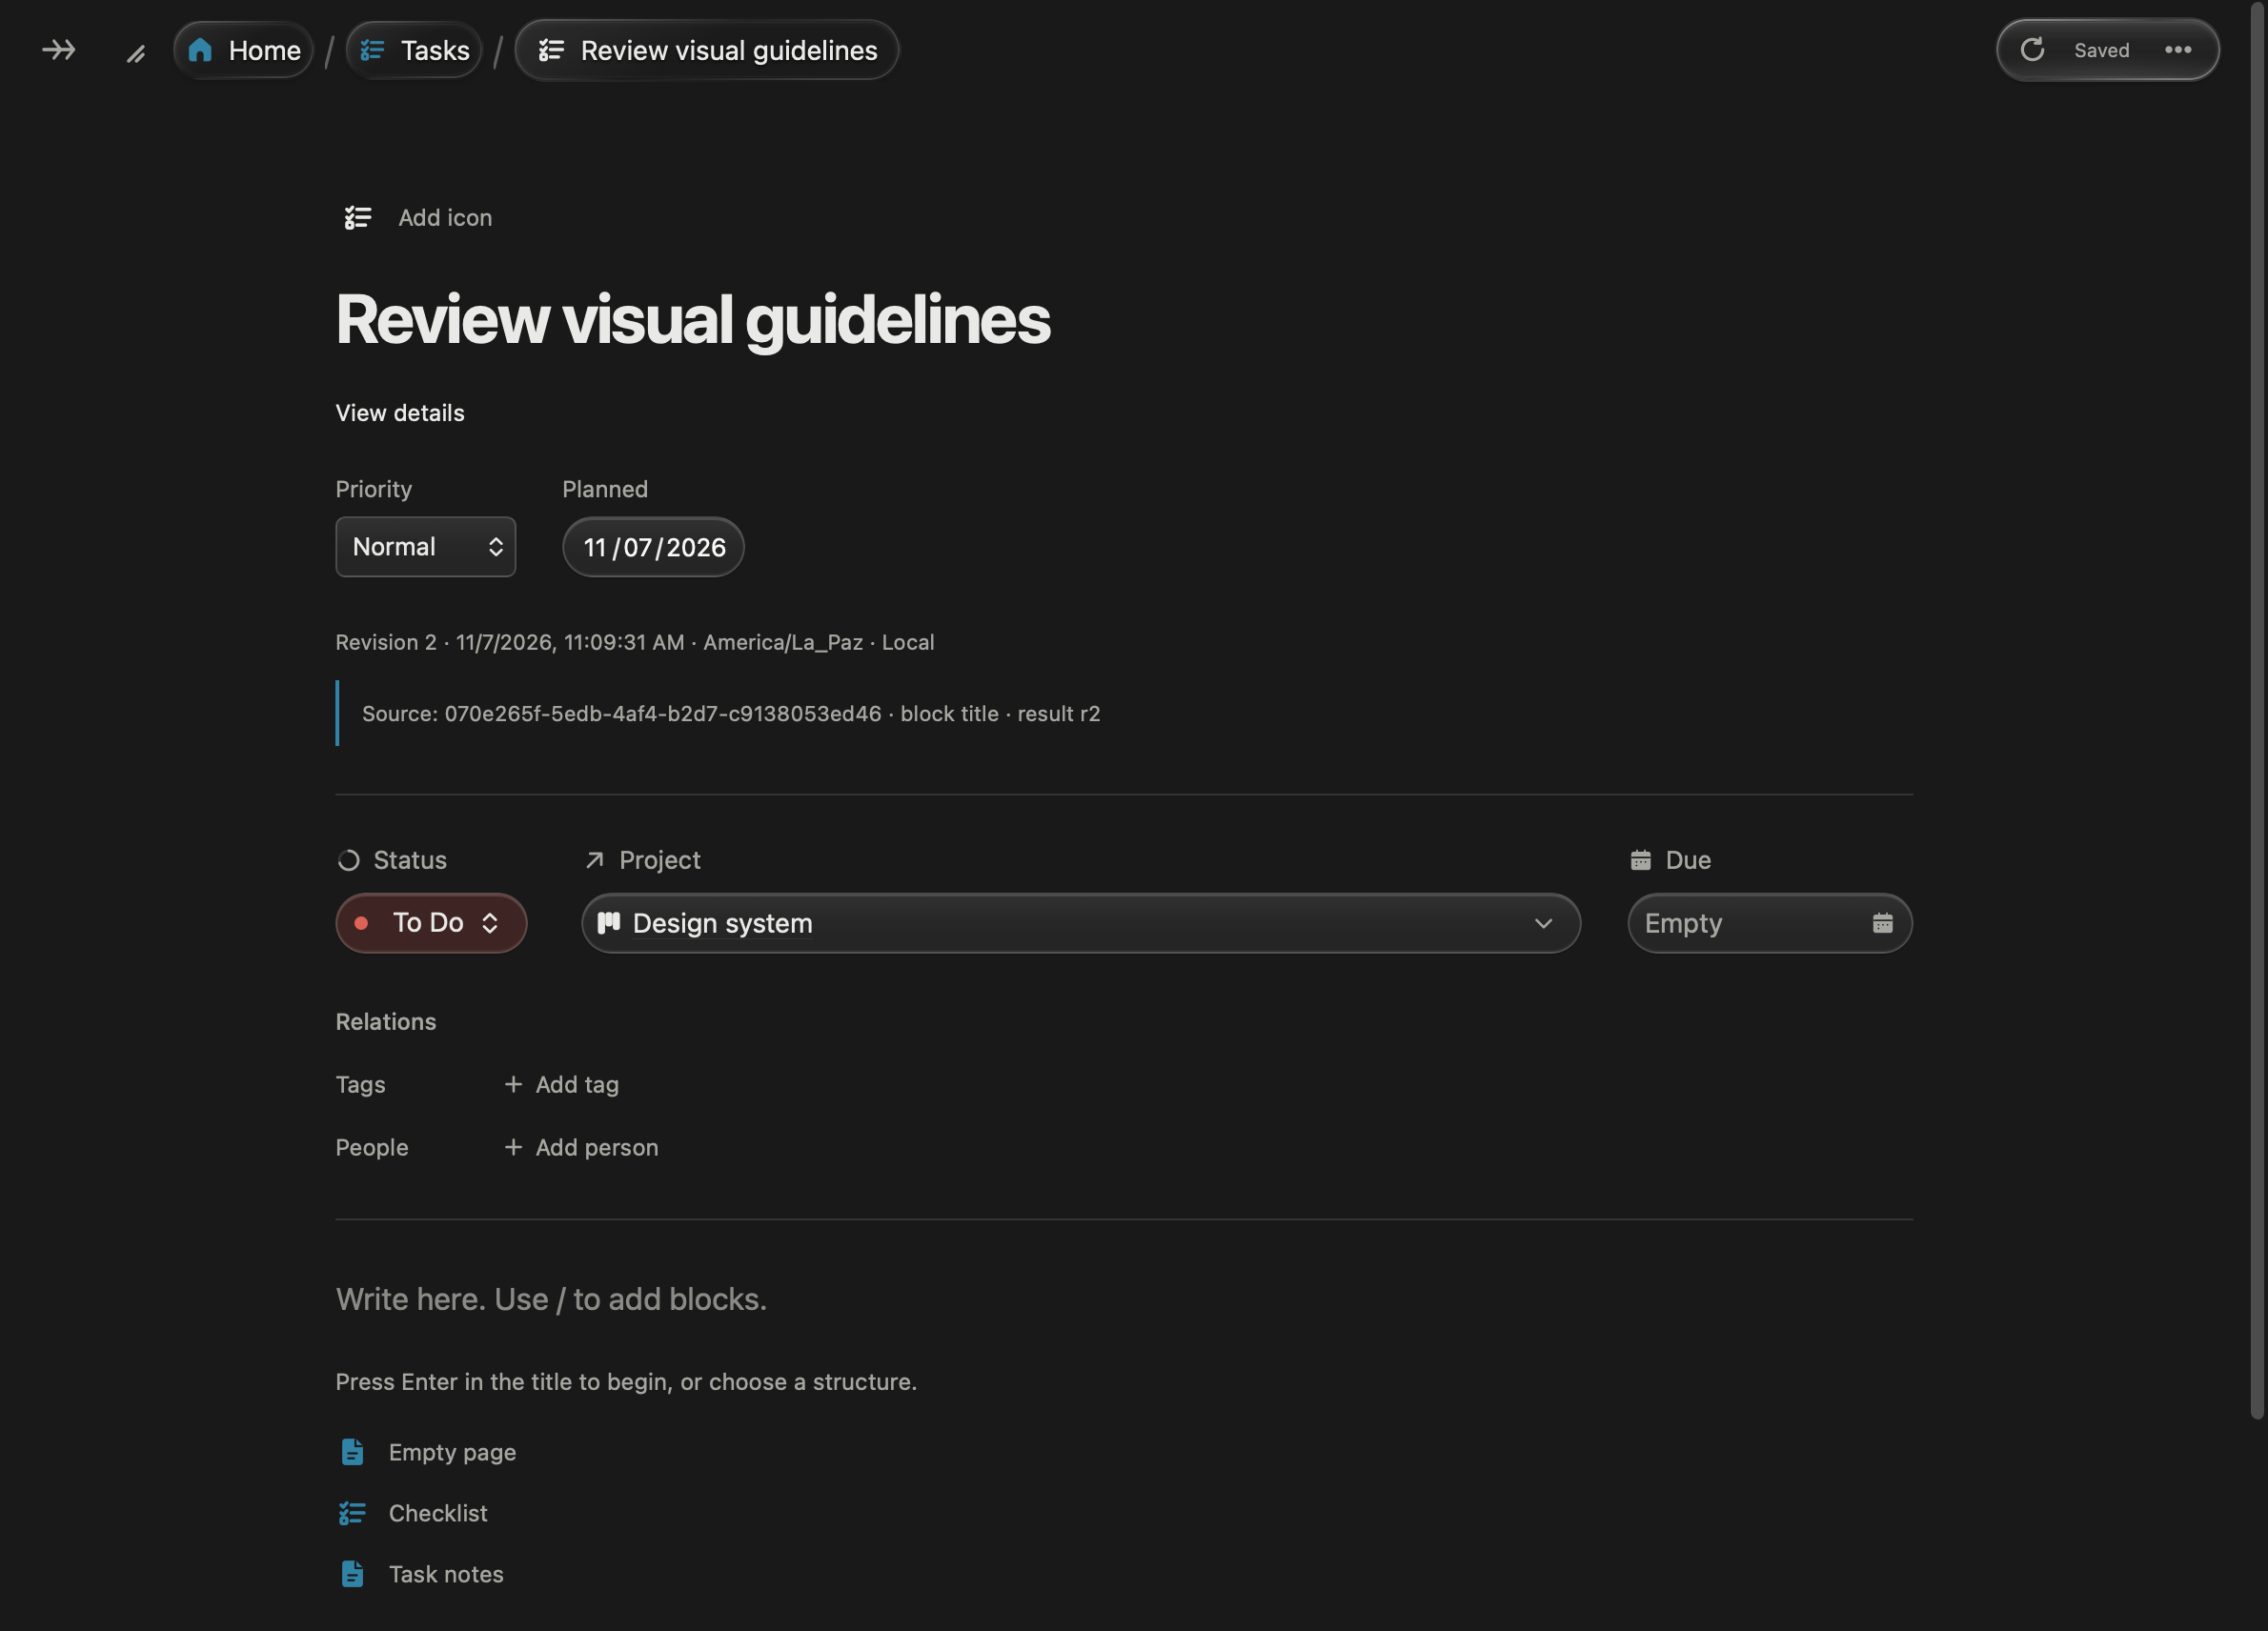 Home / Tasks / Review visual guidelines
Saved
Add icon
Review visual guidelines
View details
Priority Planned
Normal 11/07/2026
Revision 2 · 11/7/2026, 11:09:31 AM · America/La_Paz · Local
Source: 070e265f-5edb-4af4-b2d7-c9138053ed46 · block title · result r2
Status Project Due
To Do Design system Empty
Relations
Tags + Add tag
People + Add person
Write here. Use / to add blocks.
Press Enter in the title to begin, or choose a structure.
Empty page
Checklist
Task notes